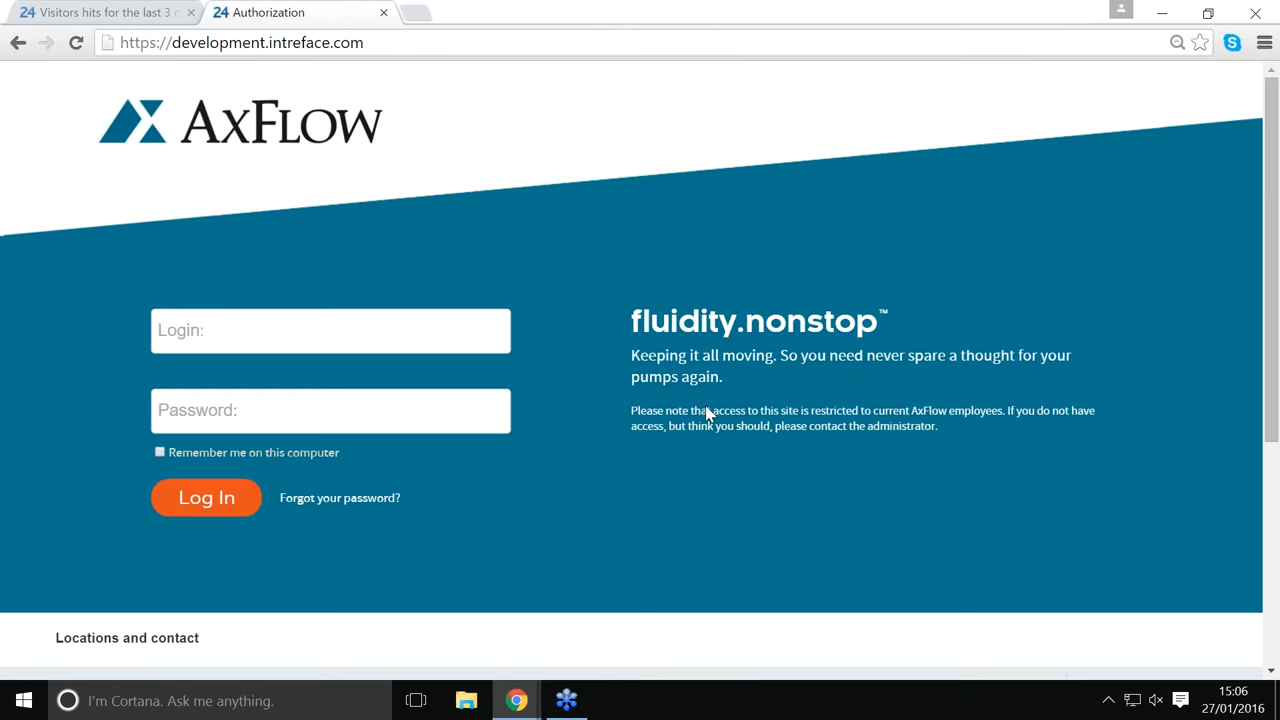 24 Visitors hits for the last 3
24 Authorization
https://development.intreface.com
AxFlow
Login:
Password:
Remember me on this computer
Log In
Forgot your password?
fluidity.nonstop™
Keeping it all moving. So you need never spare a thought for your
pumps again.
Please note that access to this site is restricted to current AxFlow employees. If you do not have
access, but think you should, please contact the administrator.
Locations and contact
I'm Cortana. Ask me anything.
15:06
27/01/2016